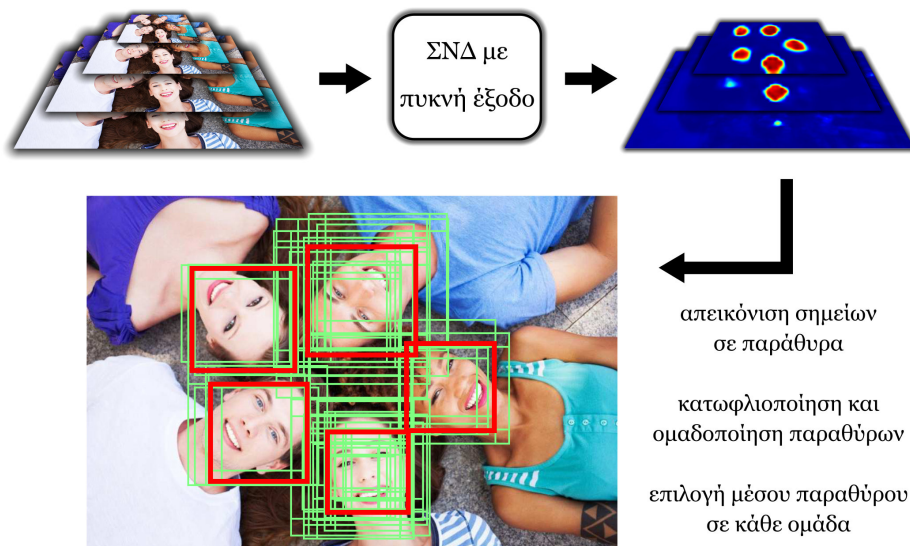 ΣΝΔ με
πυκνή έξοδο
απεικόνιση σημείων
σε παράθυρα
κατωφλιοποίηση και
ομαδοποίηση παραθύρων
επιλογή μέσου παραθύρου
σε κάθε ομάδα